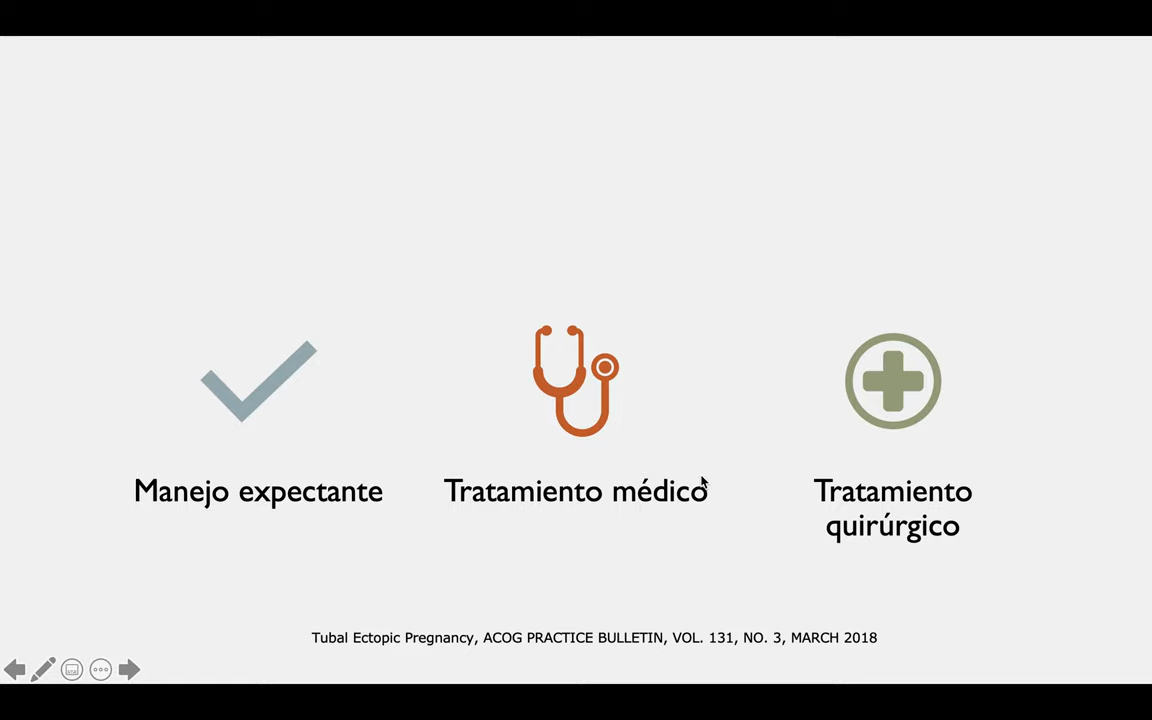 Manejo expectante
Tratamiento médico
Tratamiento
quirúrgico
Tubal Ectopic Pregnancy, ACOG PRACTICE BULLETIN, VOL. 131, NO. 3, MARCH 2018